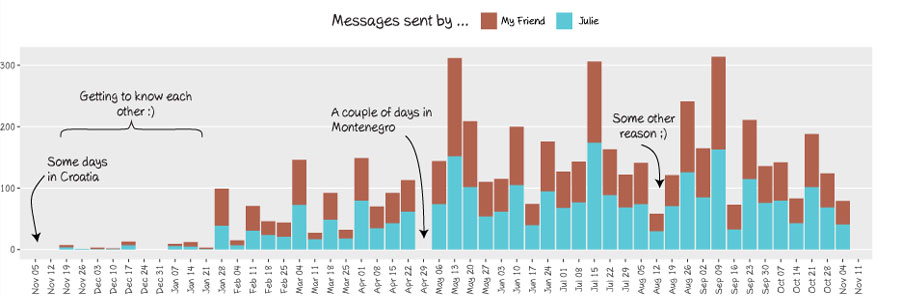 Messages sent by ... My Friend Julie
300
Getting to know each
other :)
A couple of days in
Montenegro
Some other
reason ;)
200
Some days
in Croatia
100
0
Nov 05
Nov 12
Nov 19
Nov 26
Dec 03
Dec 10
Dec 17
Dec 24
Dec 31
Jan 07
Jan 14
Jan 21
Jan 28
Feb 04
Feb 11
Feb 18
Feb 25
Mar 04
Mar 11
Mar 18
Mar 25
Apr 01
Apr 08
Apr 15
Apr 22
Apr 29
May 06
May 13
May 20
May 27
Jun 03
Jun 10
Jun 17
Jun 24
Jul 01
Jul 08
Jul 15
Jul 22
Jul 29
Aug 05
Aug 12
Aug 19
Aug 26
Sep 02
Sep 09
Sep 16
Sep 23
Sep 30
Oct 07
Oct 14
Oct 21
Oct 28
Nov 04
Nov 11